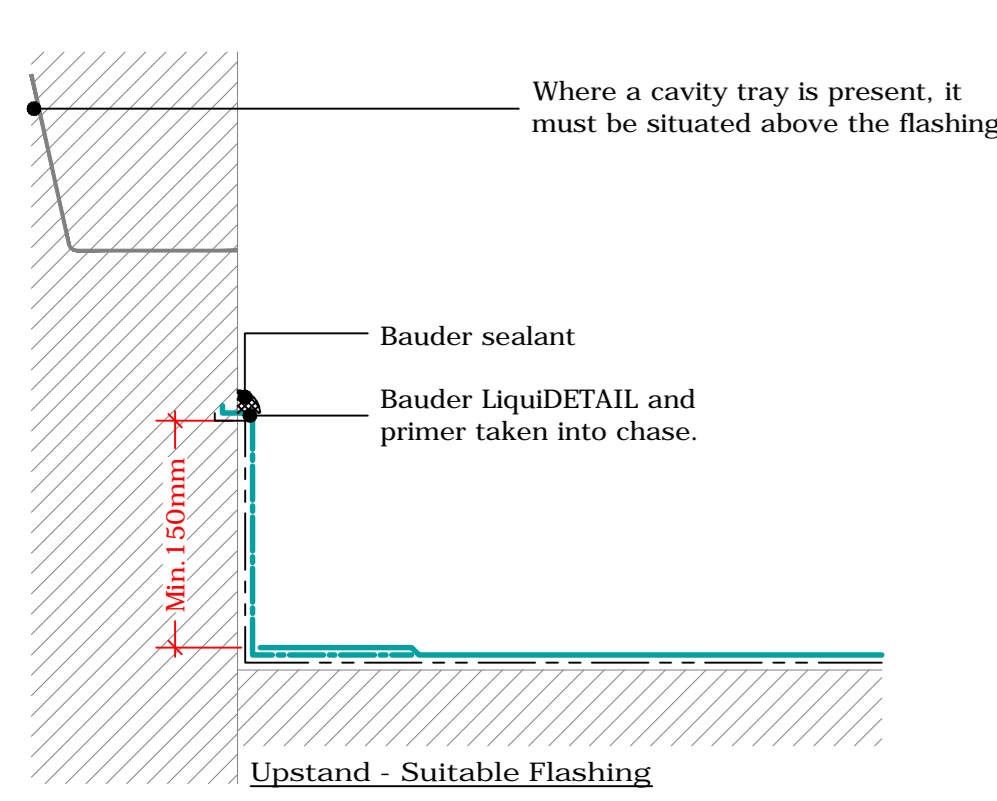 Where a cavity tray is present, it
must be situated above the flashing
Bauder sealant
Bauder LiquiDETAIL and
primer taken into chase.
Min.150mm
Upstand - Suitable Flashing